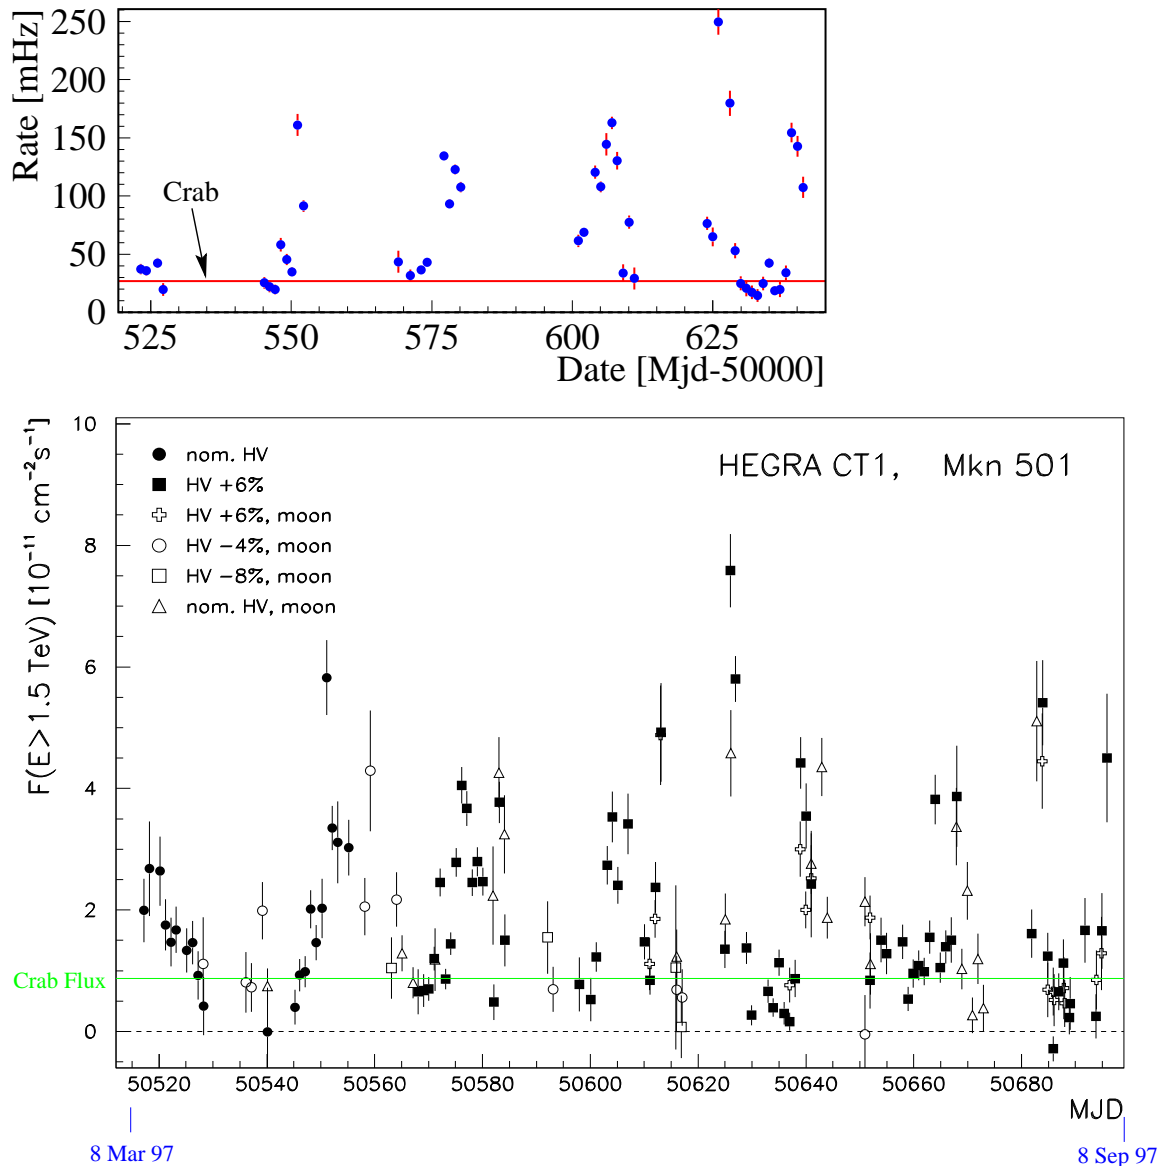 Rate [mHz]
250
200
150
100
50
0
Crab
525
550
575
600
625
Date [Mjd-50000]
F(E>1.5 TeV) [10⁻¹¹ cm⁻²s⁻¹]
10
8
6
4
2
0
nom. HV
HV +6%
HV +6%, moon
HV −4%, moon
HV −8%, moon
nom. HV, moon
HEGRA CT1, Mkn 501
Crab Flux
50520
50540
50560
50580
50600
50620
50640
50660
50680
MJD
8 Mar 97
8 Sep 97